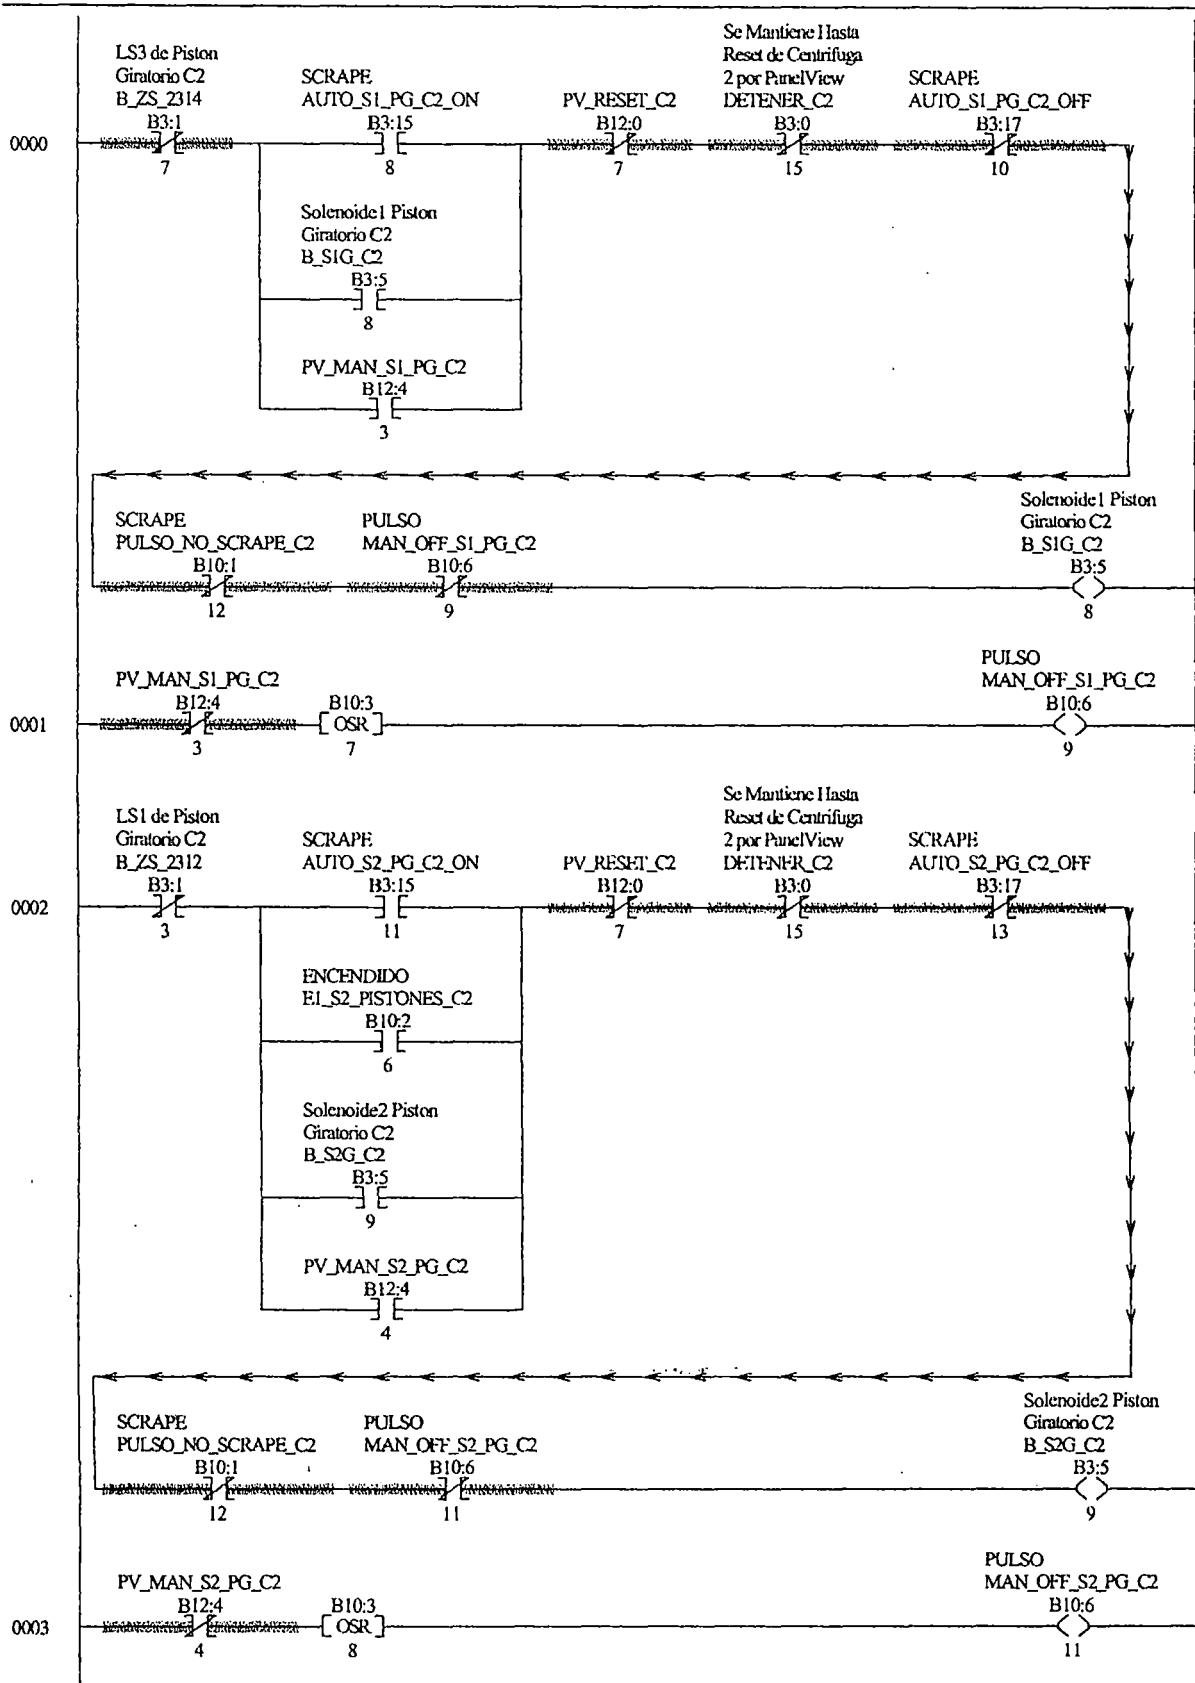 LS3 de Piston
Giratorio C2
B_ZS_2314
B3:1
7
SCRAPE
AUTO_S1_PG_C2_ON
B3:15
8
PV_RESET_C2
B12:0
7
Se Mantiene Hasta
Reset de Centrifuga
2 por PanelView
DETENER_C2
B3:0
15
SCRAPE
AUTO_S1_PG_C2_OFF
B3:17
10
0000
Solenoide1 Piston
Giratorio C2
B_S1G_C2
B3:5
8
PV_MAN_S1_PG_C2
B12:4
3
SCRAPE
PULSO_NO_SCRAPE_C2
B10:1
12
PULSO
MAN_OFF_S1_PG_C2
B10:6
9
Solenoide1 Piston
Giratorio C2
B_S1G_C2
B3:5
8
0001
PV_MAN_S1_PG_C2
B12:4
3
B10:3
OSR
7
PULSO
MAN_OFF_S1_PG_C2
B10:6
9
LS1 de Piston
Giratorio C2
B_ZS_2312
B3:1
3
SCRAPE
AUTO_S2_PG_C2_ON
B3:15
11
PV_RESET_C2
B12:0
7
Se Mantiene Hasta
Reset de Centrifuga
2 por PanelView
DETENER_C2
B3:0
15
SCRAPE
AUTO_S2_PG_C2_OFF
B3:17
13
0002
ENCENDIDO
E1_S2_PISTONES_C2
B10:2
6
Solenoide2 Piston
Giratorio C2
B_S2G_C2
B3:5
9
PV_MAN_S2_PG_C2
B12:4
4
SCRAPE
PULSO_NO_SCRAPE_C2
B10:1
12
PULSO
MAN_OFF_S2_PG_C2
B10:6
11
Solenoide2 Piston
Giratorio C2
B_S2G_C2
B3:5
9
0003
PV_MAN_S2_PG_C2
B12:4
4
B10:3
OSR
8
PULSO
MAN_OFF_S2_PG_C2
B10:6
11